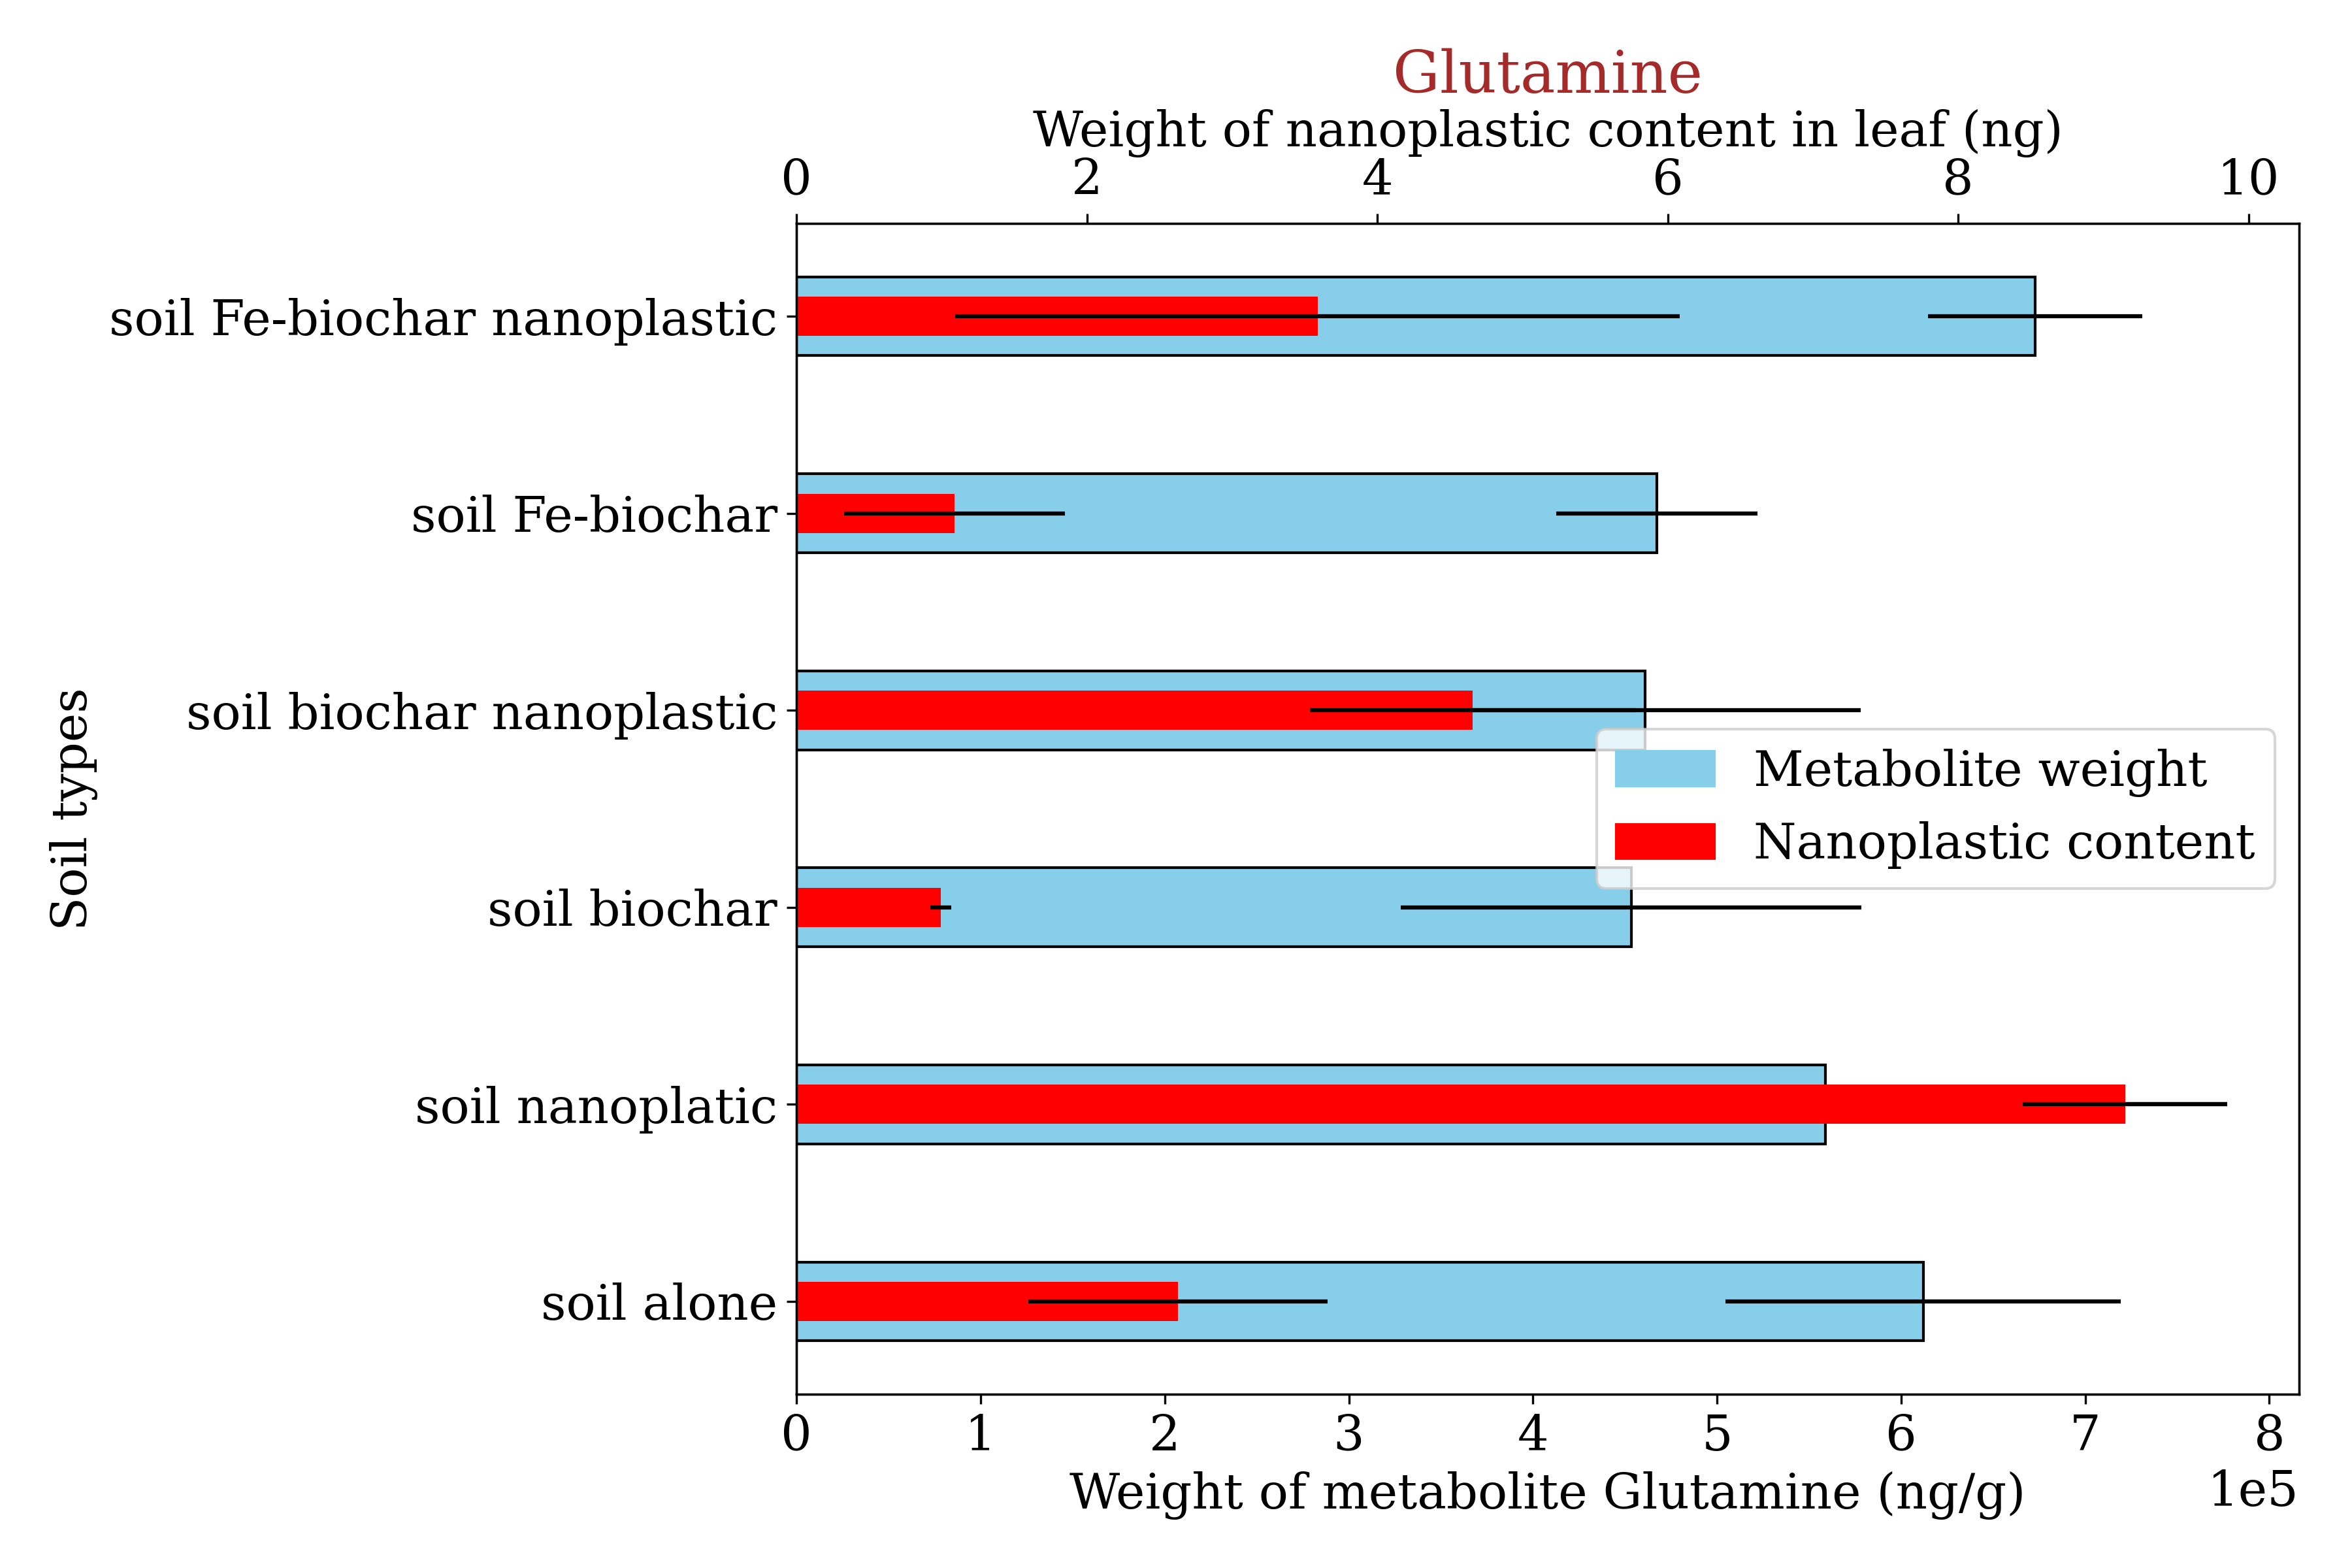 Glutamine
Weight of nanoplastic content in leaf (ng)
0 2 4 6 8 10
soil Fe-biochar nanoplastic
soil Fe-biochar
soil biochar nanoplastic
soil biochar
soil nanoplatic
soil alone
Soil types
Metabolite weight
Nanoplastic content
0 1 2 3 4 5 6 7 8
Weight of metabolite Glutamine (ng/g)
1e5